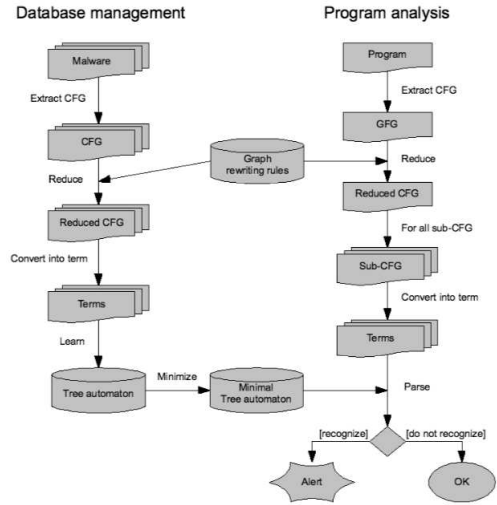 Database management
Program analysis
Malware
Program
Extract CFG
Extract CFG
CFG
GFG
Graph
rewriting rules
Reduce
Reduce
Reduced CFG
Reduced CFG
For all sub-CFG
Convert into term
Sub-CFG
Convert into term
Terms
Terms
Learn
Minimize
Tree automaton
Minimal
Tree automaton
Parse
[recognize]
[do not recognize]
Alert
OK